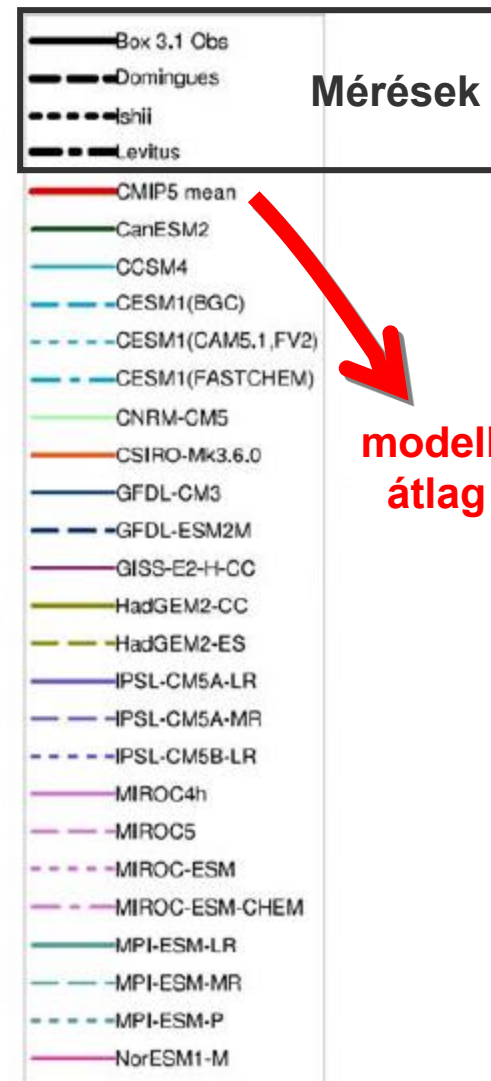 Box 3.1 Obs
Domingues
Ishii
Levitus
Mérések
CMIP5 mean
CanESM2
CCSM4
CESM1(BGC)
CESM1(CAM5.1,FV2)
CESM1(FASTCHEM)
CNRM-CM5
CSIRO-Mk3.6.0
GFDL-CM3
GFDL-ESM2M
GISS-E2-H-CC
HadGEM2-CC
HadGEM2-ES
IPSL-CM5A-LR
IPSL-CM5A-MR
IPSL-CM5B-LR
MIROC4h
MIROC5
MIROC-ESM
MIROC-ESM-CHEM
MPI-ESM-LR
MPI-ESM-MR
MPI-ESM-P
NorESM1-M
modell
átlag